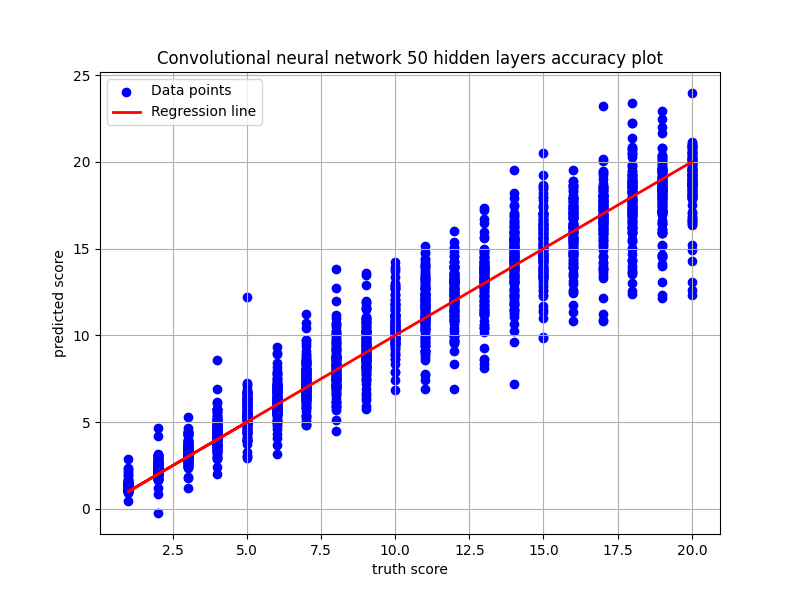 Convolutional neural network 50 hidden layers accuracy plot
Data points
Regression line
25
20
15
10
5
0
predicted score
2.5 5.0 7.5 10.0 12.5 15.0 17.5 20.0
truth score